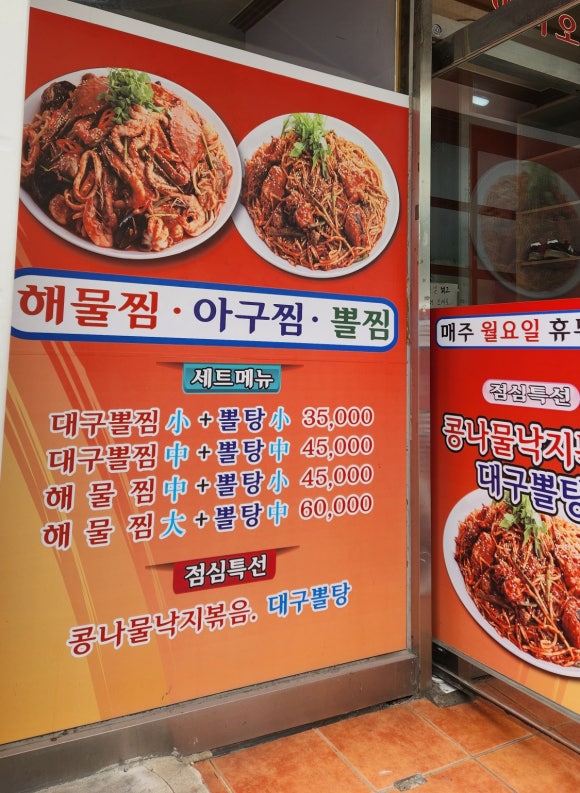 해물찜·아구찜·뽈찜
세트메뉴
대구뽈찜 小 + 뽈탕 小 35,000
대구뽈찜 中 + 뽈탕 中 45,000
해물찜 中 + 뽈탕 小 45,000
해물찜 大 + 뽈탕 中 60,000
점심특선
콩나물낙지볶음. 대구뽈탕
매주 월요일 휴
점심특선
콩나물낙지
대구뽈탕